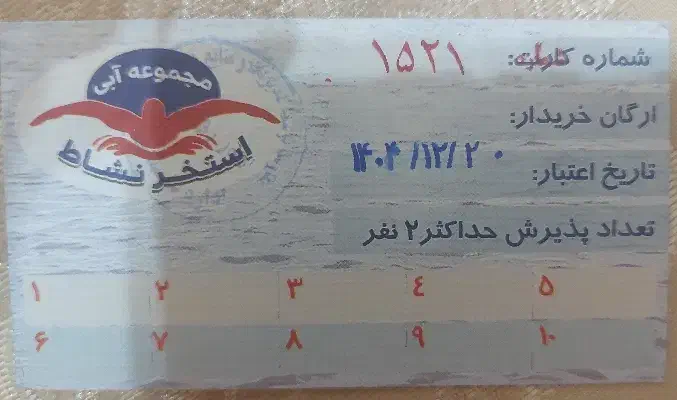 مجموعه آبی
استخر نشاط
شماره کارت: ۱۵۲۱
ارگان خریدار:
تاریخ اعتبار: ۱۴۰۴/۱۲/۲۰
تعداد پذیرش حداکثر ۲ نفر
۱ ۲ ۳ ٤ ۵
۶ ۷ ۸ ۹ ۱۰